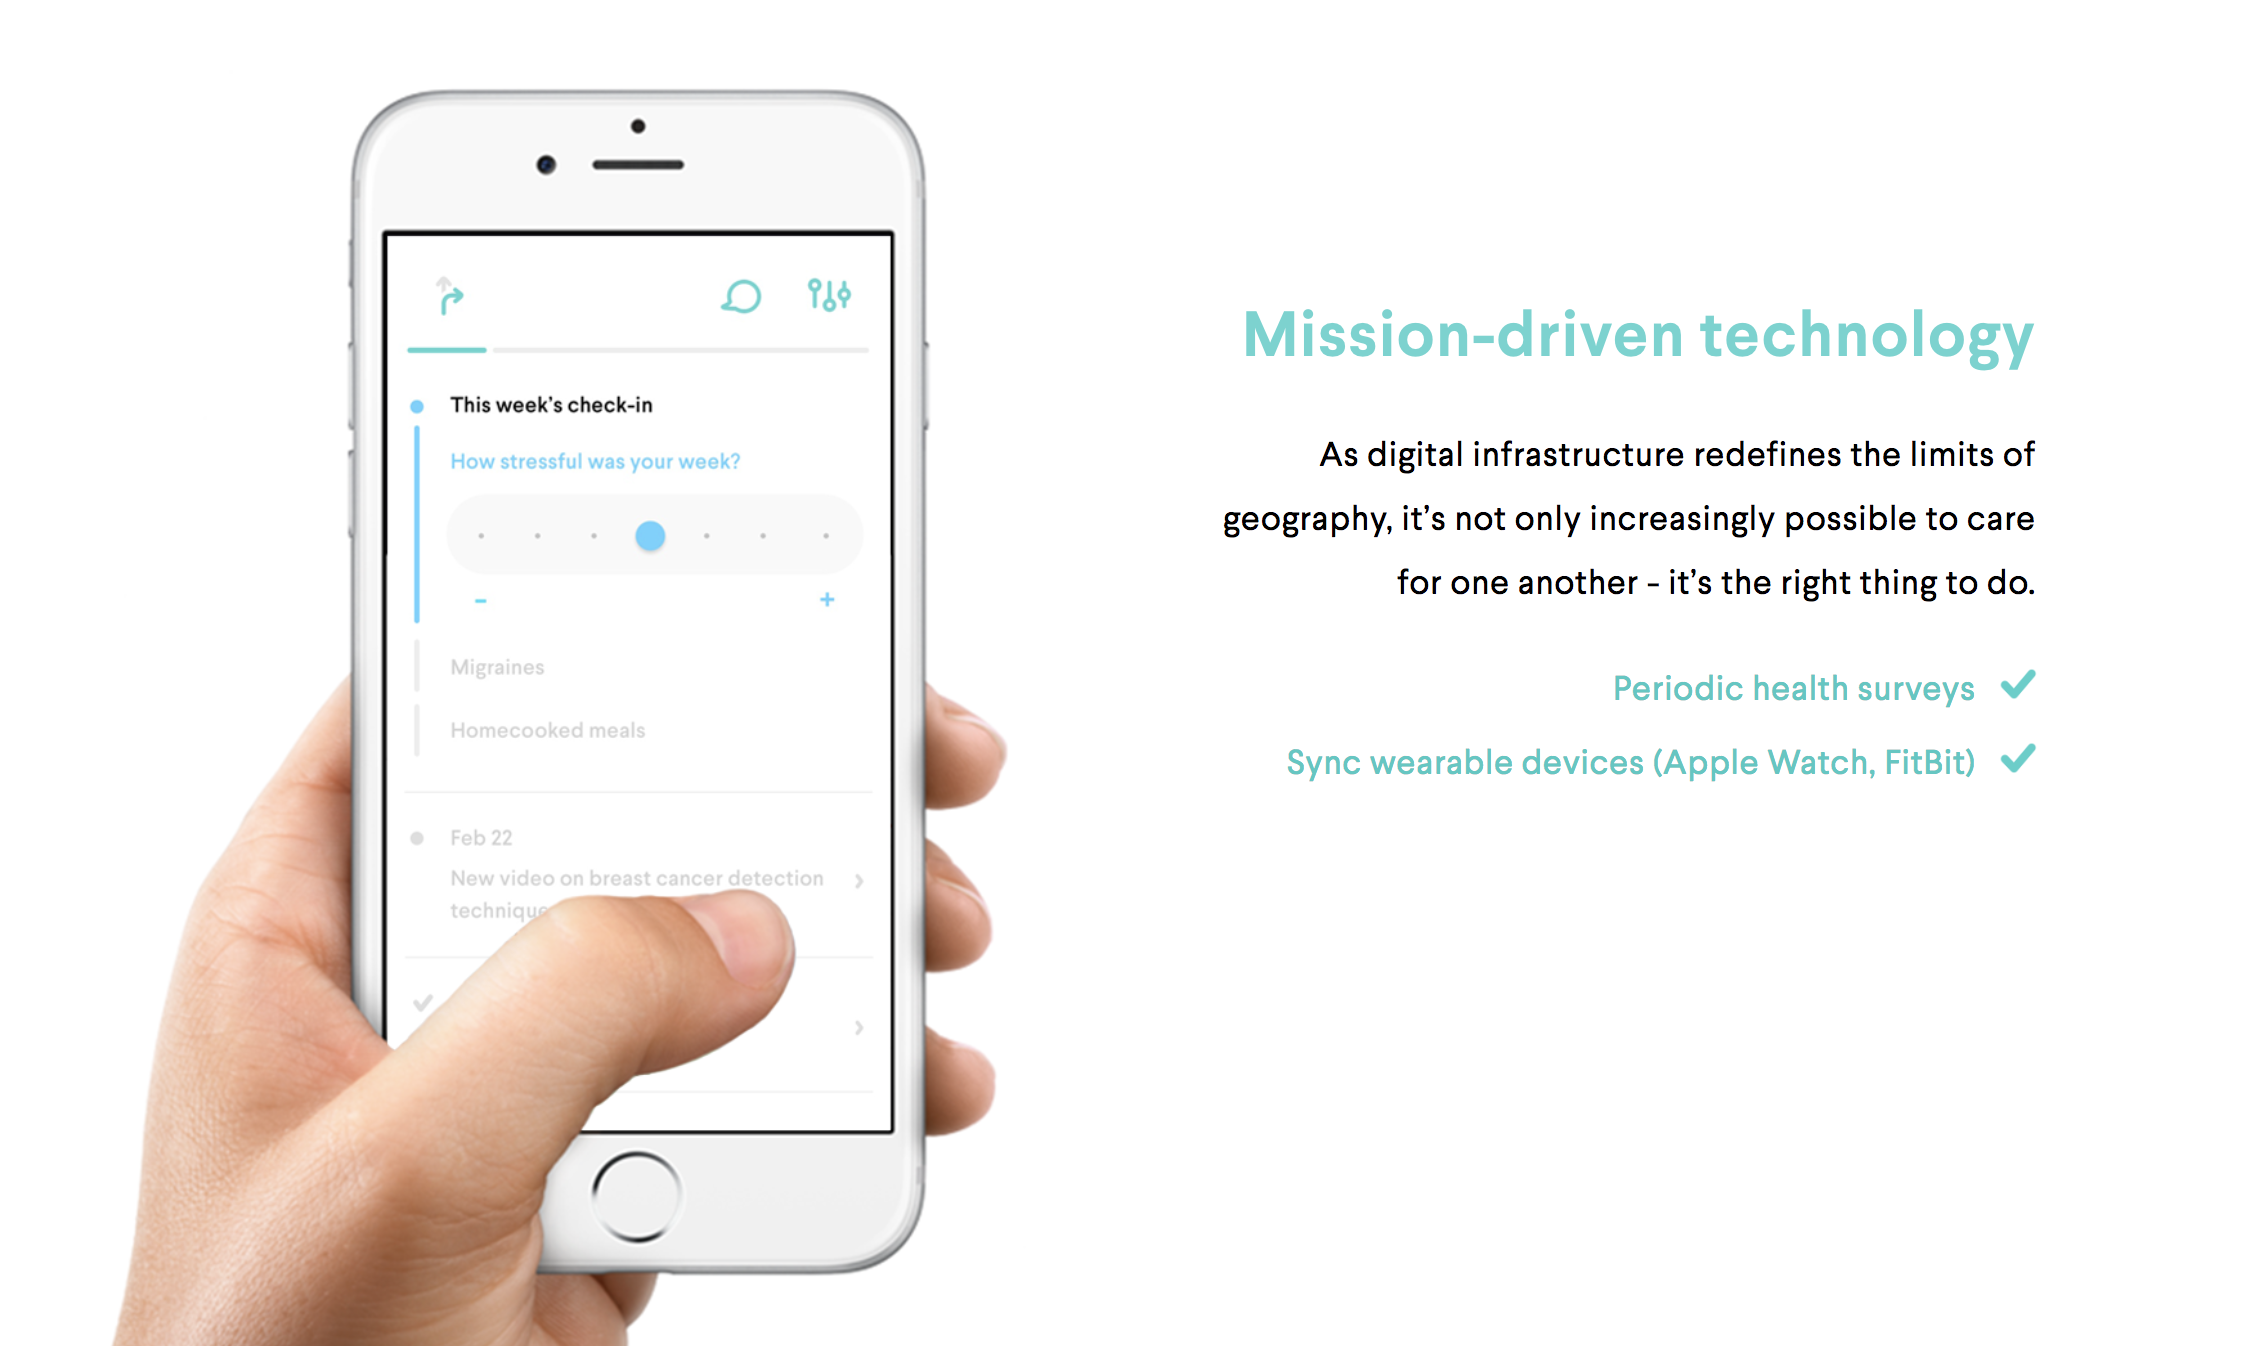 This week's check-in
How stressful was your week?
-
+
Migraines
Homecooked meals
Feb 22
New video on breast cancer detection
Mission-driven technology
As digital infrastructure redefines the limits of
geography, it's not only increasingly possible to care
for one another - it's the right thing to do.
Periodic health surveys
Sync wearable devices (Apple Watch, FitBit)